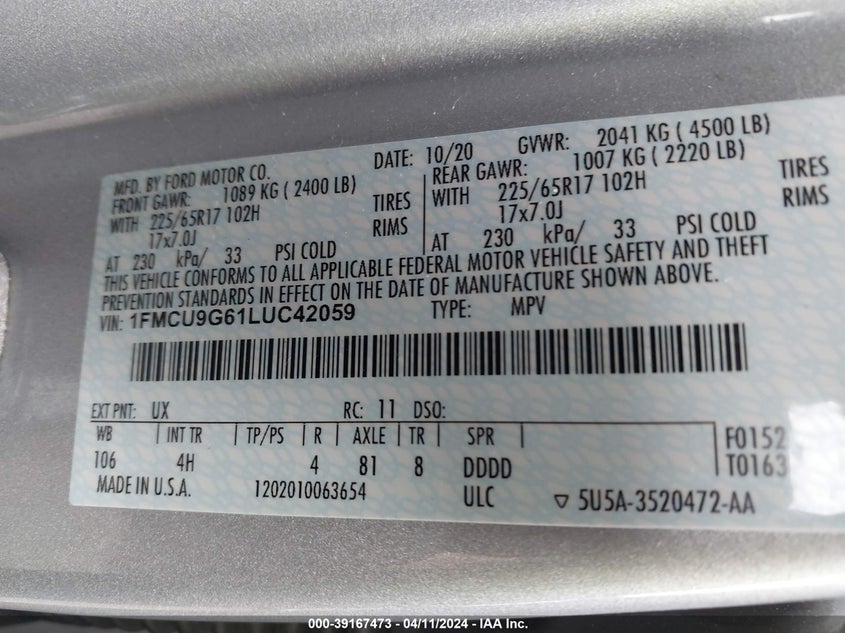 MFD. BY FORD MOTOR CO. DATE: 10/20 GVWR: 2041 KG ( 4500 LB)
FRONT GAWR: 1089 KG ( 2400 LB) REAR GAWR: 1007 KG ( 2220 LB)
WITH 225/65R17 102H TIRES WITH 225/65R17 102H TIRES
17x7.0J RIMS 17x7.0J RIMS
AT 230 kPa/ 33 PSI COLD AT 230 kPa/ 33 PSI COLD
THIS VEHICLE CONFORMS TO ALL APPLICABLE FEDERAL MOTOR VEHICLE SAFETY AND THEFT
PREVENTION STANDARDS IN EFFECT ON THE DATE OF MANUFACTURE SHOWN ABOVE.
VIN: 1FMCU9G61LUC42059 TYPE: MPV
EXT PNT: UX RC: 11 DSO:
WB INT TR TP/PS R AXLE TR SPR F0152
106 4H 4 81 8 DDDD T0163
MADE IN U.S.A. 1202010063654 ULC 5U5A-3520472-AA
000-39167473 - 04/11/2024 - IAA Inc.